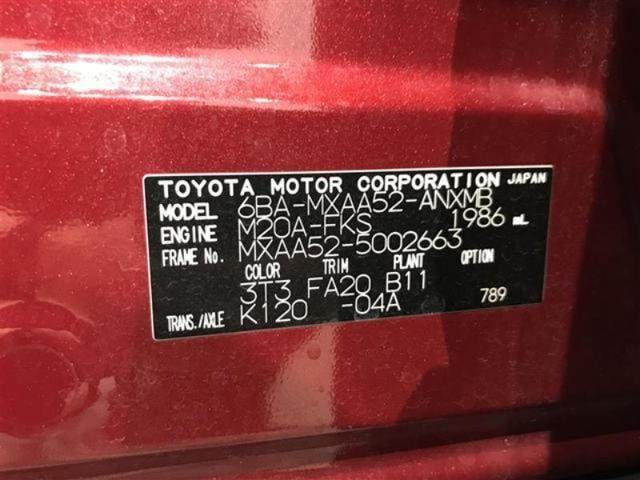 TOYOTA MOTOR CORPORATION JAPAN
MODEL 6BA-MXAA52-ANXMB
ENGINE M20A-FKS 1986 mL
FRAME No. MXAA52-5002663
COLOR TRIM PLANT OPTION
3T3 FA20 B11
TRANS./AXLE K120 -04A 789